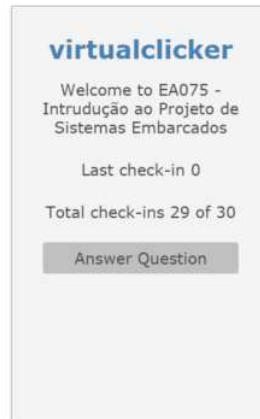 virtualclicker
Welcome to EA075 -
Intrudução ao Projeto de
Sistemas Embarcados
Last check-in 0
Total check-ins 29 of 30
Answer Question